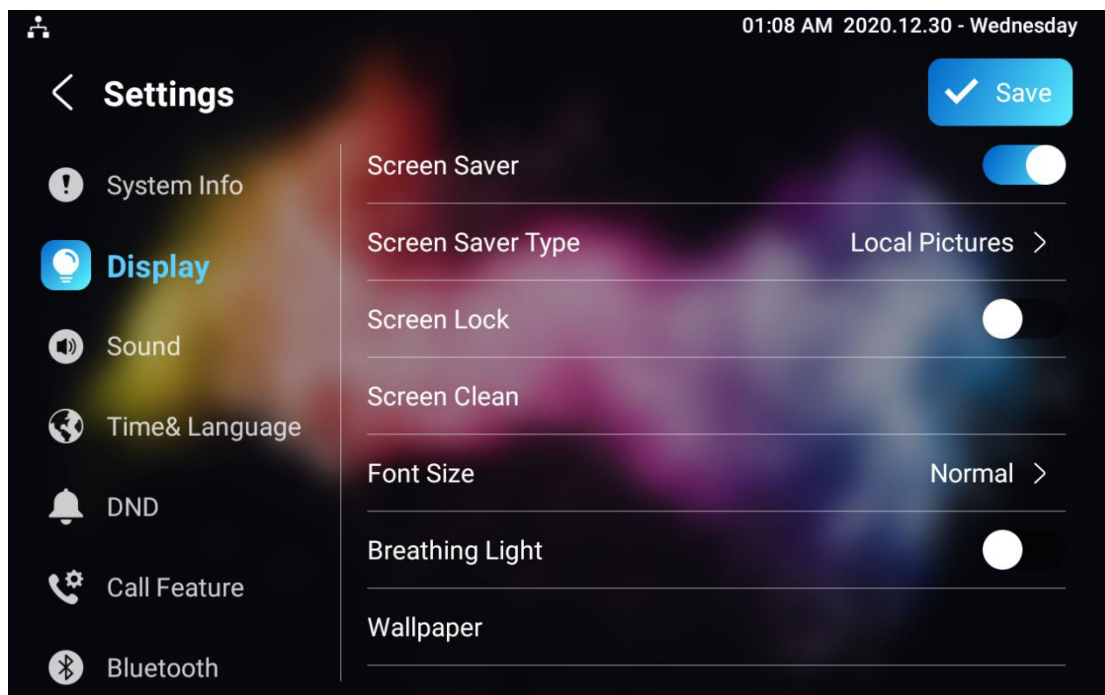 01:08 AM 2020.12.30 - Wednesday
Settings
Save
System Info
Display
Sound
Time& Language
DND
Call Feature
Bluetooth
Screen Saver
Screen Saver Type Local Pictures
Screen Lock
Screen Clean
Font Size Normal
Breathing Light
Wallpaper